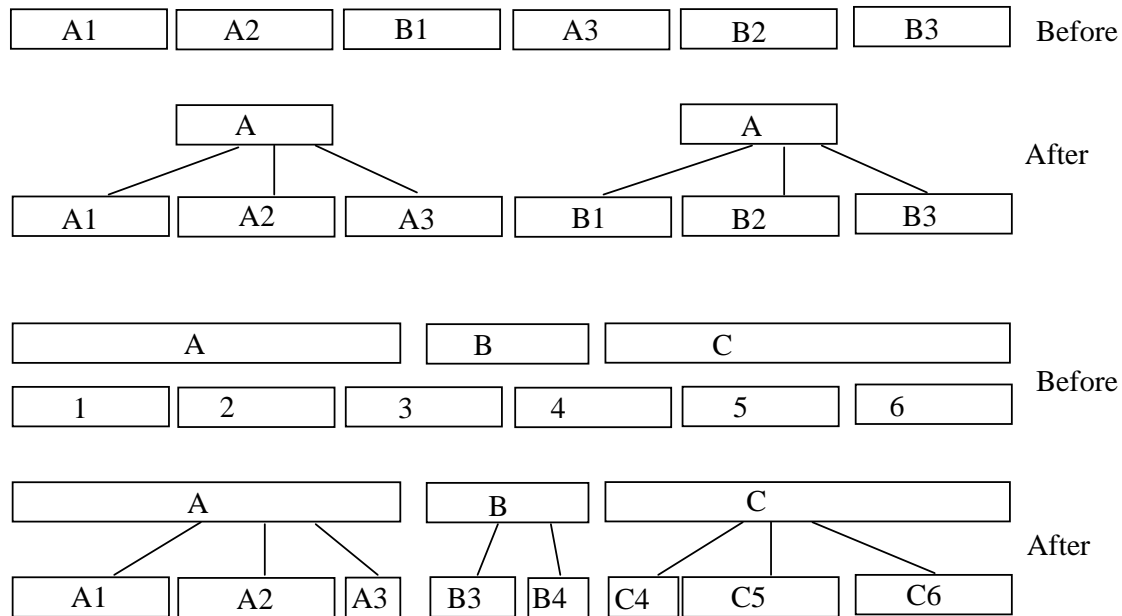 A1 A2 B1 A3 B2 B3 Before
A A
After
A1 A2 A3 B1 B2 B3
A B C
Before
1 2 3 4 5 6
A B C
After
A1 A2 A3 B3 B4 C4 C5 C6